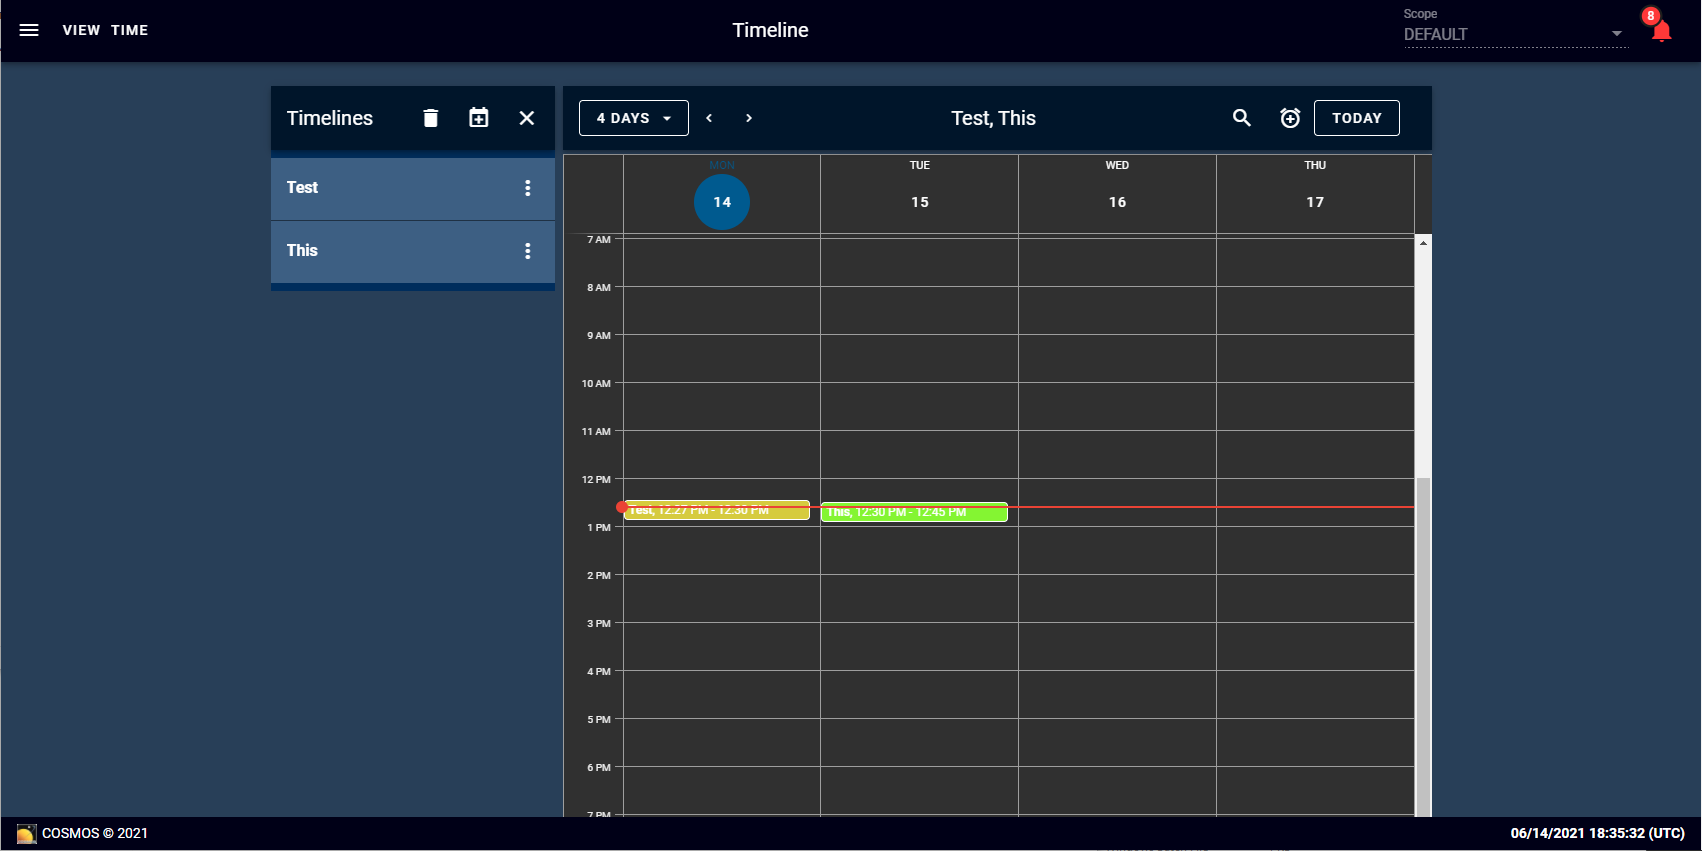 VIEW TIME
Timeline
Scope
DEFAULT
8
Timelines
Test
This
4 DAYS
Test, This
TODAY
MON
TUE
WED
THU
14
15
16
17
7 AM
8 AM
9 AM
10 AM
11 AM
12 PM
Test, 12:27 PM - 12:30 PM
This, 12:30 PM - 12:45 PM
1 PM
2 PM
3 PM
4 PM
5 PM
6 PM
7 PM
COSMOS © 2021
06/14/2021 18:35:32 (UTC)